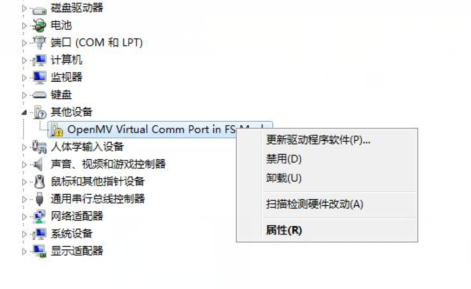 磁盘驱动器
电池
端口 (COM 和 LPT)
计算机
监视器
键盘
其他设备
OpenMV Virtual Comm Port in FS
更新驱动程序软件(P)...
禁用(D)
卸载(U)
扫描检测硬件改动(A)
属性(R)
人体学输入设备
声音、视频和游戏控制器
鼠标和其他指针设备
通用串行总线控制器
网络适配器
系统设备
显示适配器